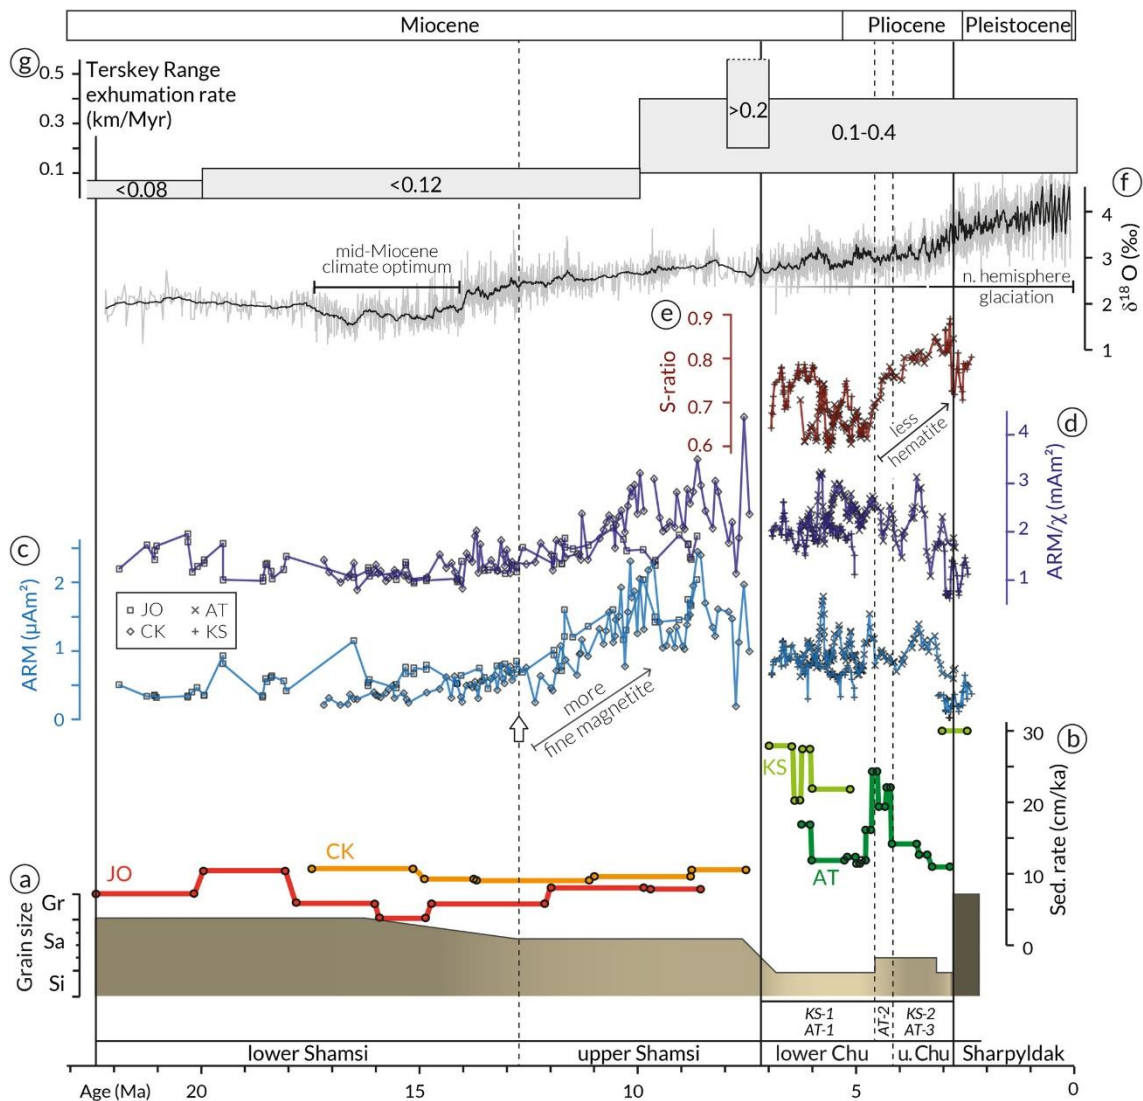 Miocene
Pliocene
Pleistocene
g
0.5
0.3
0.1
Terskey Range
exhumation rate
(km/Myr)
>0.2
0.1-0.4
<0.08
<0.12
f
4
3
2
1
δ¹⁸ O (‰)
mid-Miocene
climate optimum
n. hemisphere
glaciation
e
0.9
0.8
0.7
0.6
S-ratio
less
hematite
d
4
3
2
1
ARM/χ (mAm²)
c
2
1
0
ARM (µAm²)
JO
AT
CK
KS
more
fine magnetite
b
30
20
10
0
Sed. rate (cm/ka)
KS
AT
CK
JO
a
Gr
Sa
Si
Grain size
KS-1
AT-1
AT-2
KS-2
AT-3
lower Shamsi
upper Shamsi
lower Chu
u. Chu
Sharpyldak
Age (Ma)
20
15
10
5
0